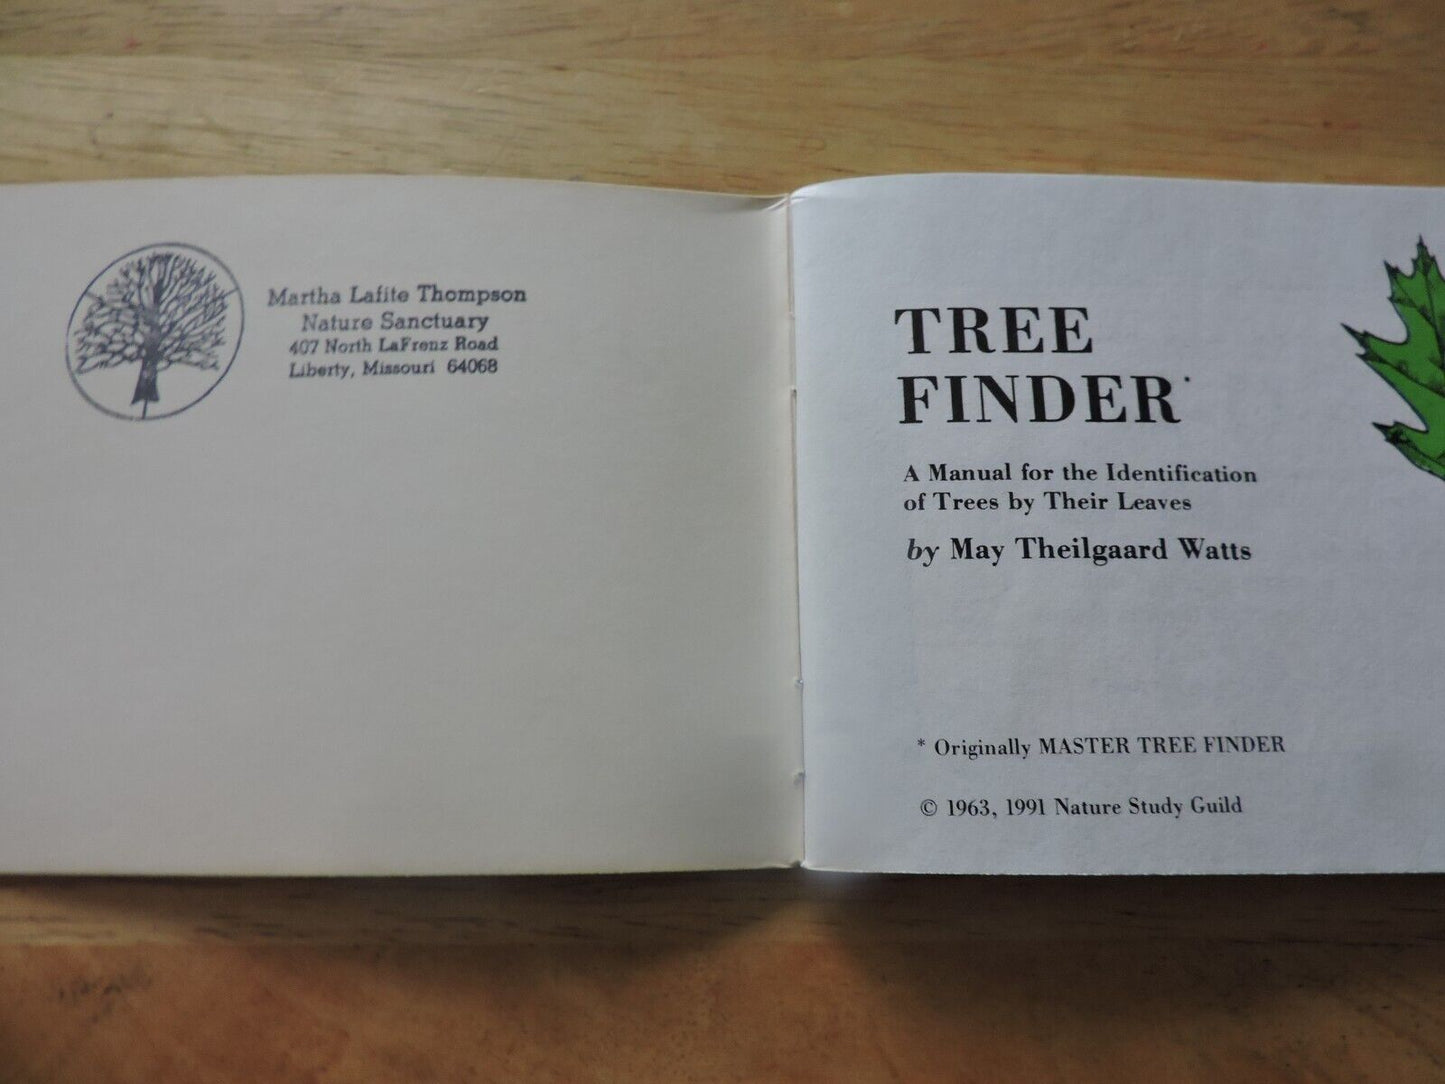 Martha Lafite Thompson
Nature Sanctuary
407 North LaFrenz Road
Liberty, Missouri 64068
TREE
FINDER*
A Manual for the Identification
of Trees by Their Leaves
by May Theilgaard Watts
* Originally MASTER TREE FINDER
© 1963, 1991 Nature Study Guild